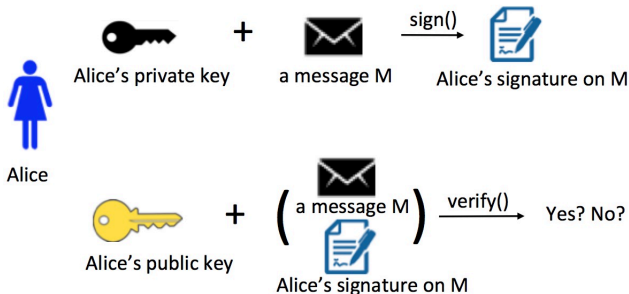 +
sign()
Alice's private key
a message M
Alice's signature on M
Alice
+
(
a message M
)
verify()
Yes? No?
Alice's public key
Alice's signature on M